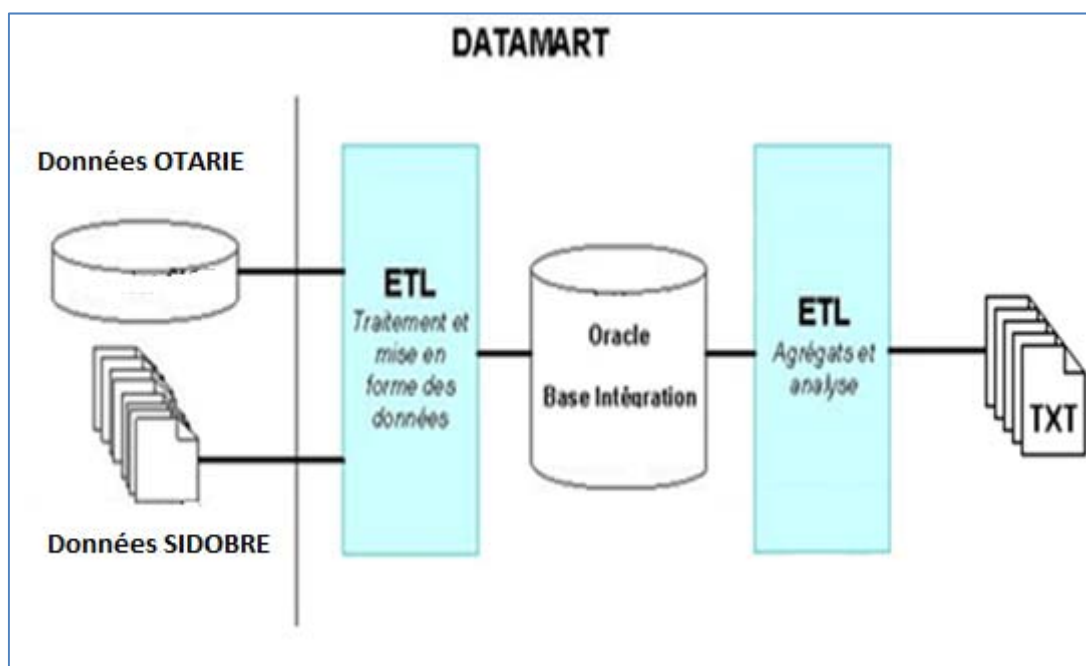 DATAMART
Données OTARIE
Données SIDOBRE
ETL
Traitement et
mise en
forme des
données
Oracle
Base Intégration
ETL
Agrégats et
analyse
TXT